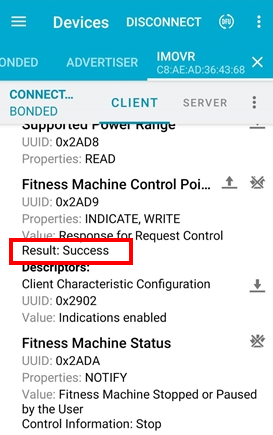 Devices DISCONNECT DFU
ONDED ADVERTISER IMOVR
C8:AE:AD:36:43:68
CONNECT...
BONDED
CLIENT SERVER
Supported Power Range
UUID: 0x2AD8
Properties: READ
Fitness Machine Control Poi...
UUID: 0x2AD9
Properties: INDICATE, WRITE
Value: Response for Request Control
Result: Success
Descriptors:
Client Characteristic Configuration
UUID: 0x2902
Value: Indications enabled
Fitness Machine Status
UUID: 0x2ADA
Properties: NOTIFY
Value: Fitness Machine Stopped or Paused
by the User
Control Information: Stop